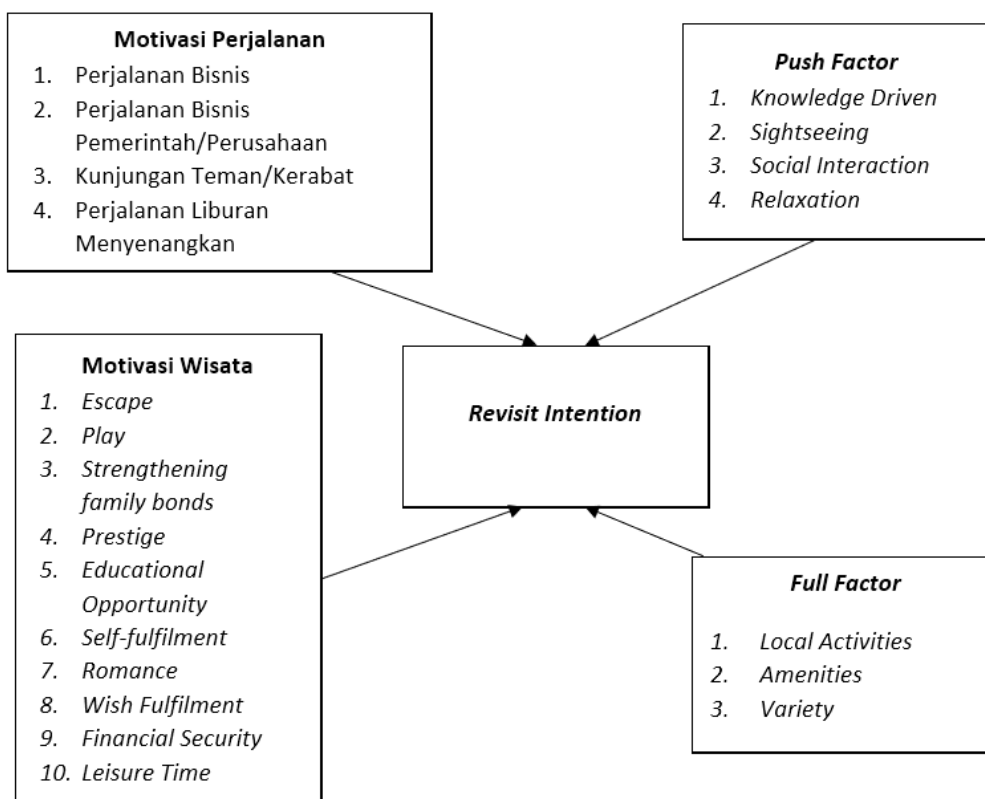 Motivasi Perjalanan
1. Perjalanan Bisnis
2. Perjalanan Bisnis
Pemerintah/Perusahaan
3. Kunjungan Teman/Kerabat
4. Perjalanan Liburan
Menyenangkan
Push Factor
1. Knowledge Driven
2. Sightseeing
3. Social Interaction
4. Relaxation
Motivasi Wisata
1. Escape
2. Play
3. Strengthening
family bonds
4. Prestige
5. Educational
Opportunity
6. Self-fulfilment
7. Romance
8. Wish Fulfilment
9. Financial Security
10. Leisure Time
Revisit Intention
Full Factor
1. Local Activities
2. Amenities
3. Variety